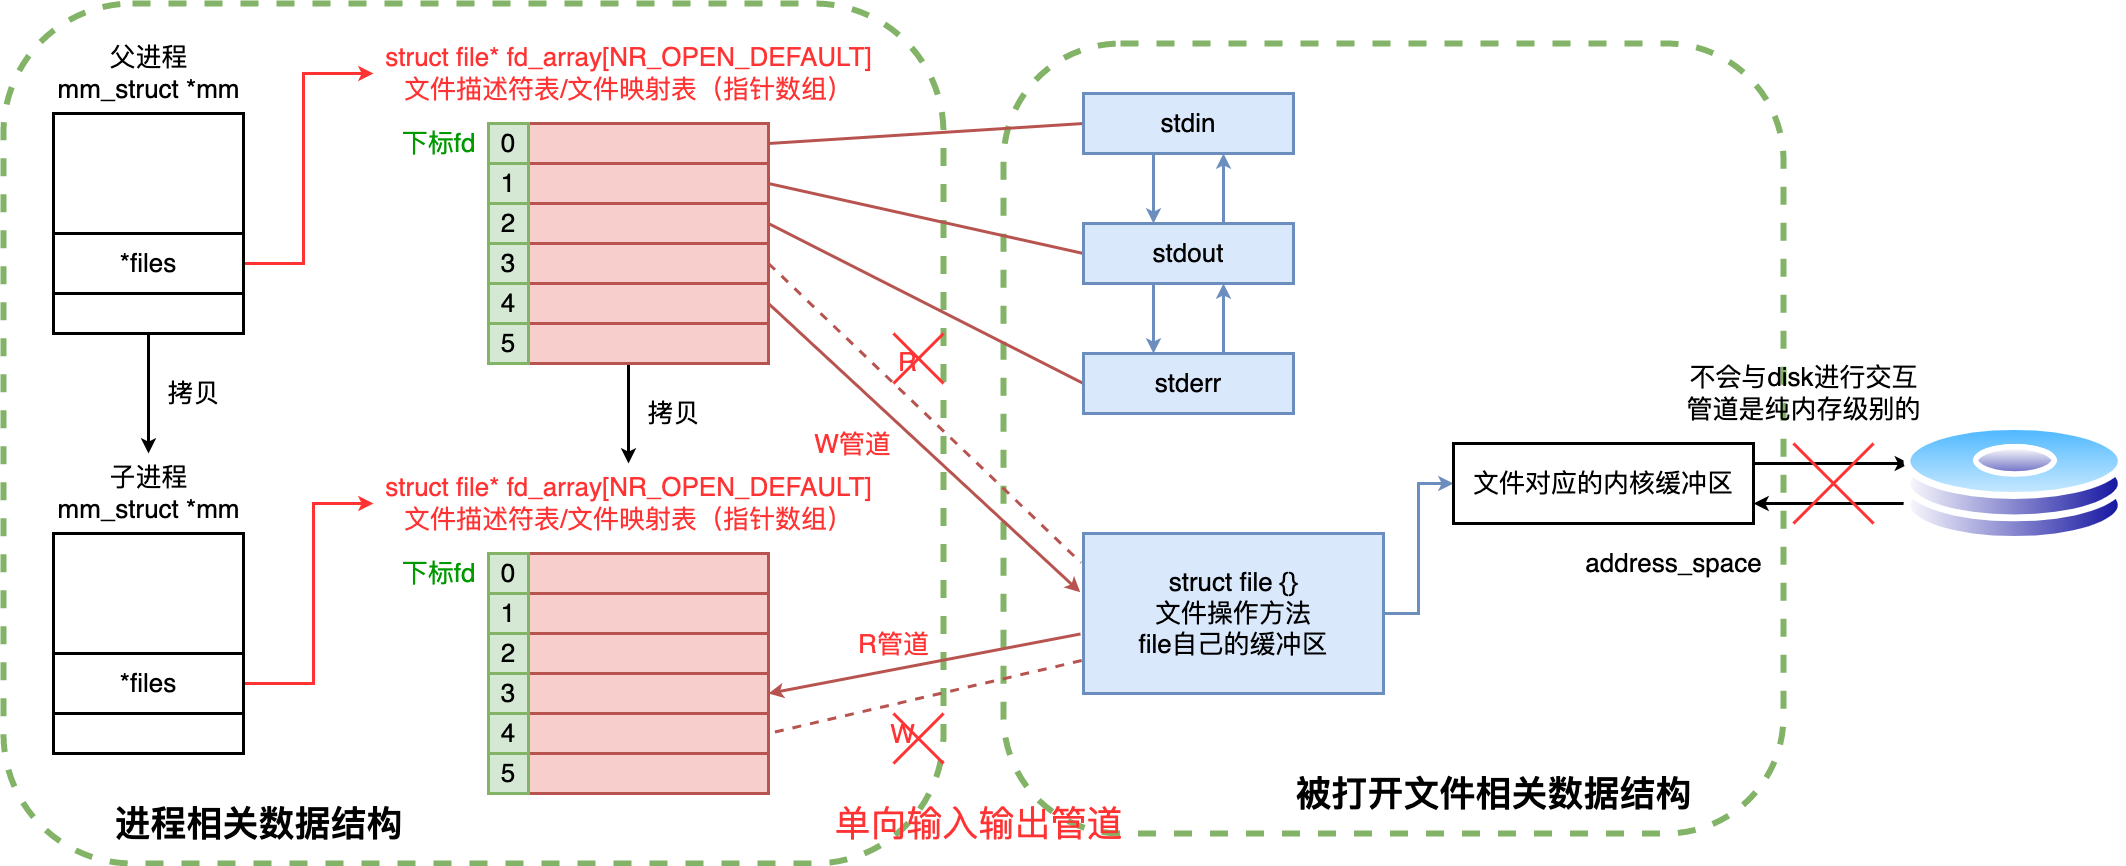 父进程
mm_struct *mm
*files
拷贝
子进程
mm_struct *mm
*files
进程相关数据结构
struct file* fd_array[NR_OPEN_DEFAULT]
文件描述符表/文件映射表（指针数组）
下标fd
0
1
2
3
4
5
拷贝
struct file* fd_array[NR_OPEN_DEFAULT]
文件描述符表/文件映射表（指针数组）
下标fd
0
1
2
3
4
5
R
W管道
R管道
W
单向输入输出管道
stdin
stdout
stderr
struct file {}
文件操作方法
file自己的缓冲区
文件对应的内核缓冲区
address_space
不会与disk进行交互
管道是纯内存级别的
被打开文件相关数据结构